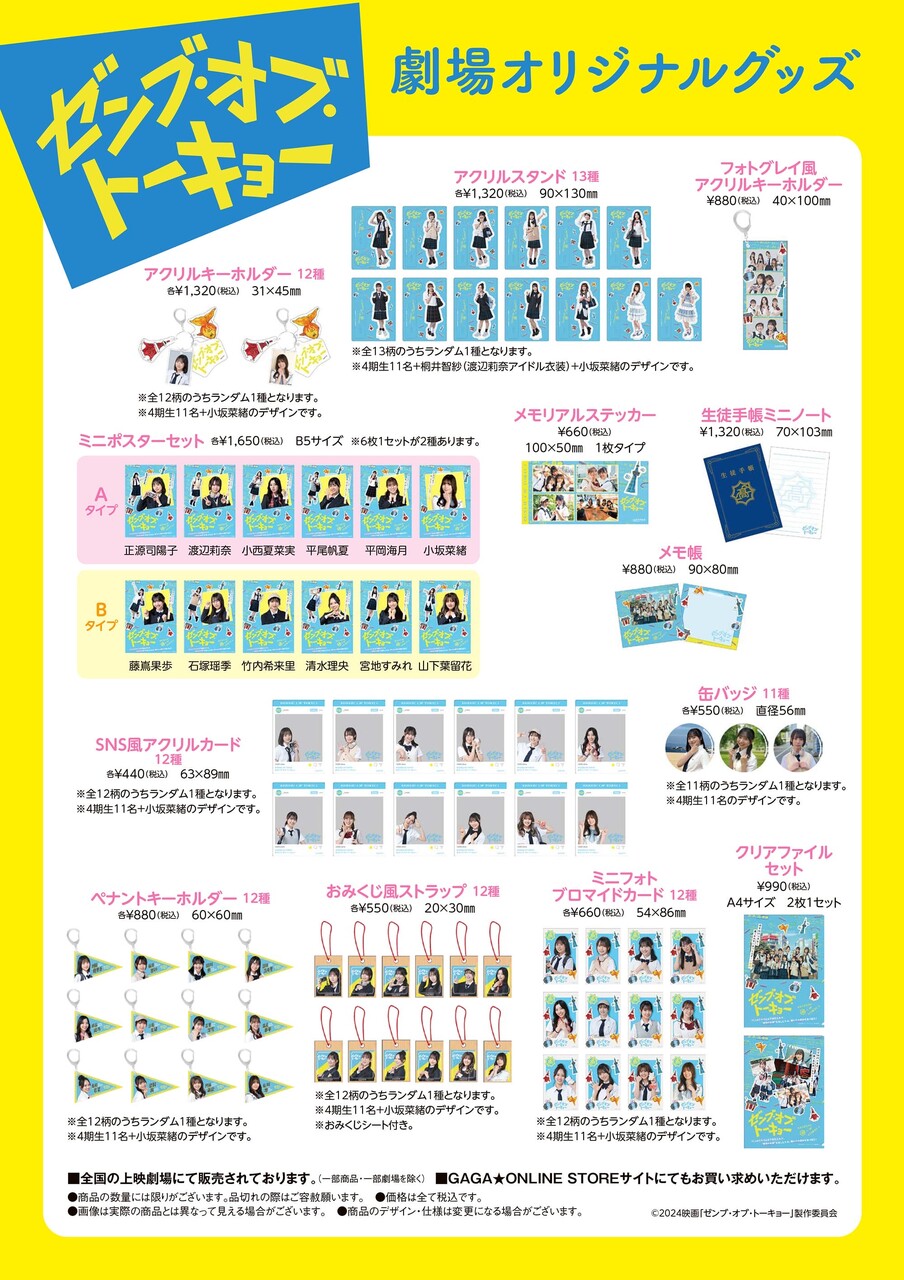 ゼンブ・オブ・
トーキョー
劇場オリジナルグッズ
アクリルキーホルダー 12種
各¥1,320(税込) 31×45㎜
※全12柄のうちランダム1種となります。
※4期生11名+小坂菜緒のデザインです。
アクリルスタンド 13種
各¥1,320(税込) 90×130㎜
※全13柄のうちランダム1種となります。
※4期生11名+桐井智紗(渡辺莉奈アイドル衣装)+小坂菜緒のデザインです。
フォトグレイ風
アクリルキーホルダー
¥880(税込) 40×100㎜
ミニポスターセット 各¥1,650(税込) B5サイズ ※6枚1セットが2種あります。
A
タイプ
正源司陽子 渡辺莉奈 小西夏菜実 平尾帆夏 平岡海月 小坂菜緒
B
タイプ
藤嶌果歩 石塚瑶季 竹内希来里 清水理央 宮地すみれ 山下葉留花
メモリアルステッカー
¥660(税込)
100×50㎜ 1枚タイプ
生徒手帳ミニノート
¥1,320(税込) 70×103㎜
生徒手帳
メモ帳
¥880(税込) 90×80㎜
SNS風アクリルカード
12種
各¥440(税込) 63×89㎜
※全12柄のうちランダム1種となります。
※4期生11名+小坂菜緒のデザインです。
缶バッジ 11種
各¥550(税込) 直径56㎜
※全11柄のうちランダム1種となります。
※4期生11名のデザインです。
ペナントキーホルダー 12種
各¥880(税込) 60×60㎜
※全12柄のうちランダム1種となります。
※4期生11名+小坂菜緒のデザインです。
おみくじ風ストラップ 12種
各¥550(税込) 20×30㎜
※全12柄のうちランダム1種となります。
※4期生11名+小坂菜緒のデザインです。
※おみくじシート付き。
ミニフォト
ブロマイドカード 12種
各¥660(税込) 54×86㎜
※全12柄のうちランダム1種となります。
※4期生11名+小坂菜緒のデザインです。
クリアファイル
セット
¥990(税込)
A4サイズ 2枚1セット
ゼンブ・オブ・
トーキョー
ゼンブ・オブ・
トーキョー
■全国の上映劇場にて販売されております。(一部商品・一部劇場を除く) ■GAGA★ONLINE STOREサイトにてもお買い求めいただけます。
●商品の数量には限りがございます。品切れの際はご容赦願います。 ●価格は全て税込です。
●画像は実際の商品とは異なって見える場合がございます。 ●商品のデザイン・仕様は変更になる場合がございます。
©2024映画「ゼンブ・オブ・トーキョー」製作委員会